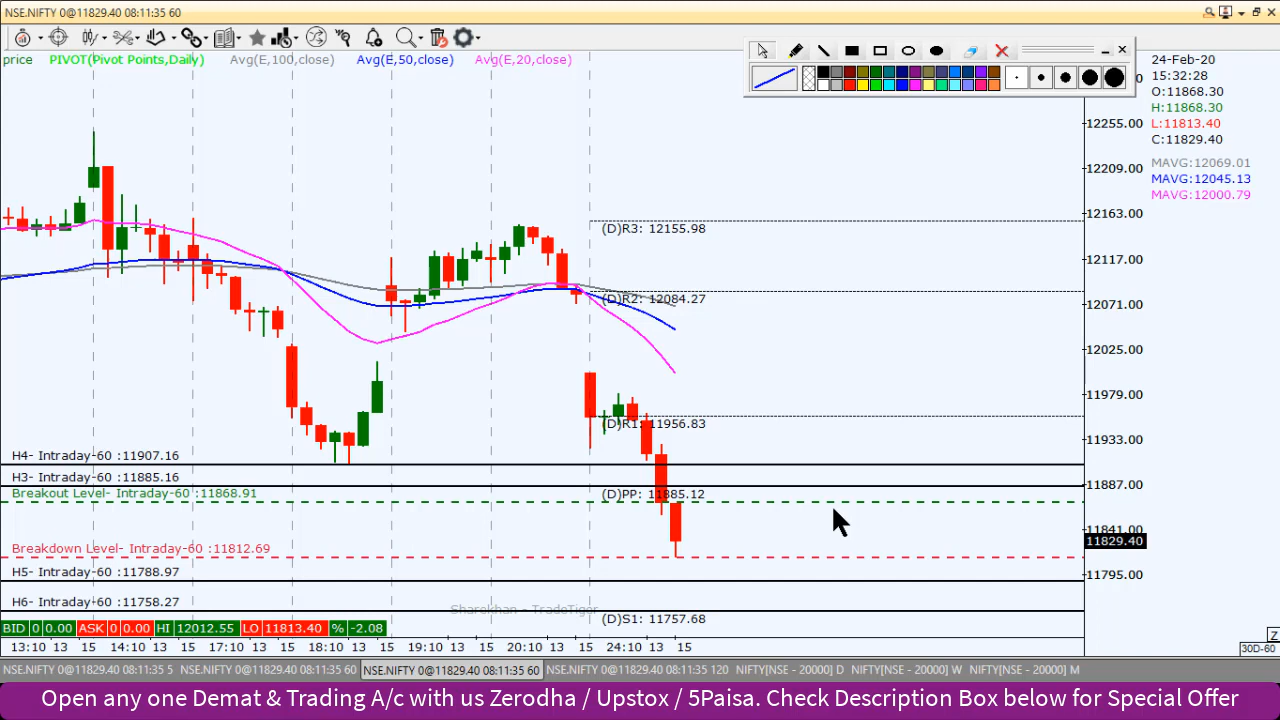 NSE.NIFTY 0@11829.40 08:11:35 60
price PIVOT(Pivot Points,Daily) Avg(E,100,close) Avg(E,50,close) Avg(E,20,close)
24-Feb-20
15:32:28
O:11868.30
H:11868.30
L:11813.40
C:11829.40
MAVG:12069.01
MAVG:12045.13
MAVG:12000.79
12255.00
12209.00
12163.00
(D)R3: 12155.98
12117.00
12071.00
(D)R2: 12084.27
12025.00
11979.00
(D)R1: 11956.83
11933.00
H4- Intraday-60 :11907.16
H3- Intraday-60 :11885.16
11887.00
Breakout Level- Intraday-60 :11868.91
(D)PP: 11885.12
11841.00
11829.40
Breakdown Level- Intraday-60 :11812.69
H5- Intraday-60 :11788.97
11795.00
H6- Intraday-60 :11758.27
Sharekhan - TradeTiger
(D)S1: 11757.68
BID 0 0.00 ASK 0 0.00 HI 12012.55 LO 11813.40 % -2.08
Z
13:10 13 15 14:10 13 15 17:10 13 15 18:10 13 15 19:10 13 15 20:10 13 15 24:10 13 15
30D-60
NSE.NIFTY 0@11829.40 08:11:35 5 NSE.NIFTY 0@11829.40 08:11:35 60 NSE.NIFTY 0@11829.40 08:11:35 60 NSE.NIFTY 0@11829.40 08:11:35 120 NIFTY[NSE - 20000] D NIFTY[NSE - 20000] W NIFTY[NSE - 20000] M
Open any one Demat & Trading A/c with us Zerodha / Upstox / 5Paisa. Check Description Box below for Special Offer